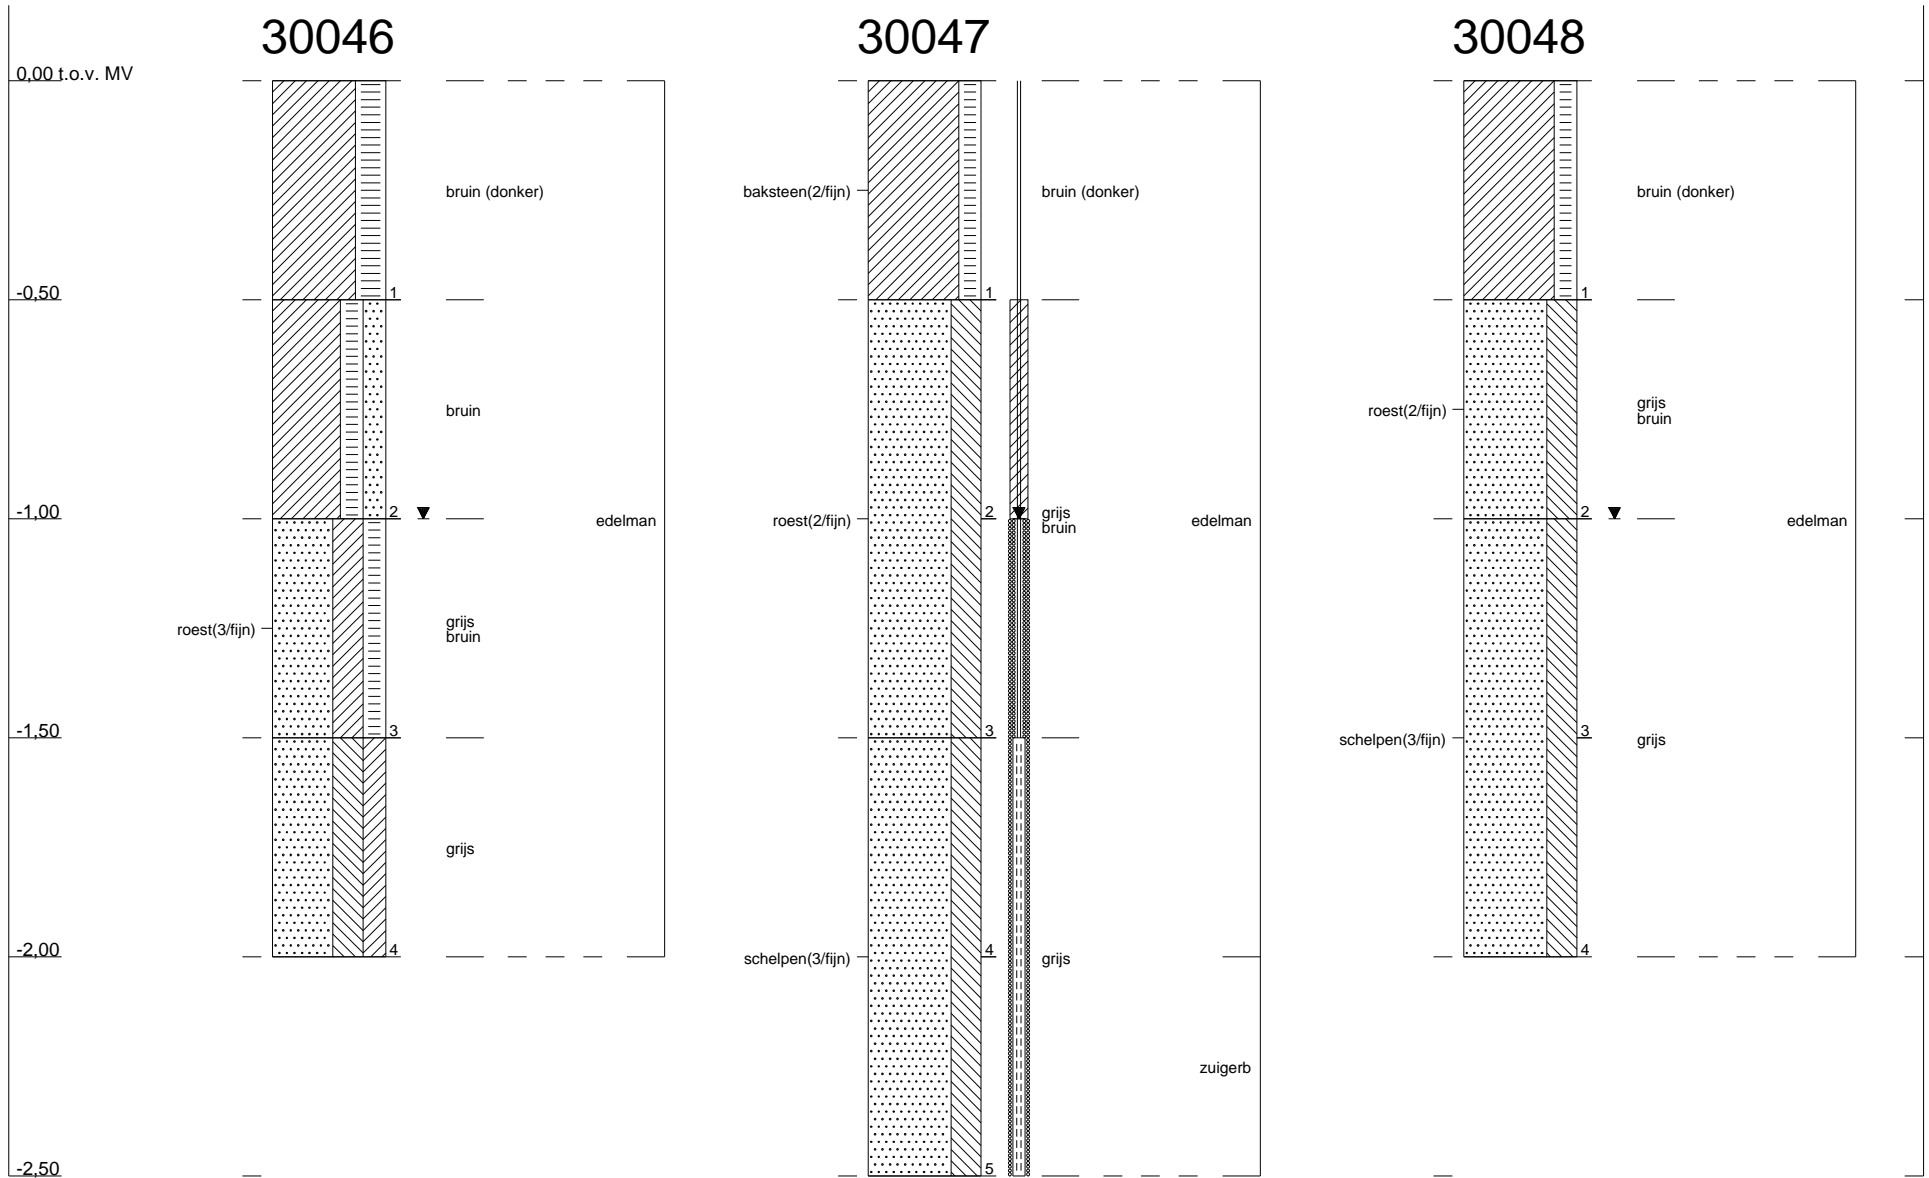 30046
30047
30048
0,00 t.o.v. MV
bruin (donker)
baksteen(2/fijn)
bruin (donker)
bruin (donker)
-0,50
1
1
1
bruin
roest(2/fijn)
grijs
bruin
-1,00
2
edelman
roest(2/fijn)
2
grijs
bruin
edelman
2
edelman
roest(3/fijn)
grijs
bruin
-1,50
3
3
schelpen(3/fijn)
3
grijs
grijs
-2,00
4
schelpen(3/fijn)
4
grijs
4
zuigerb
-2,50
5